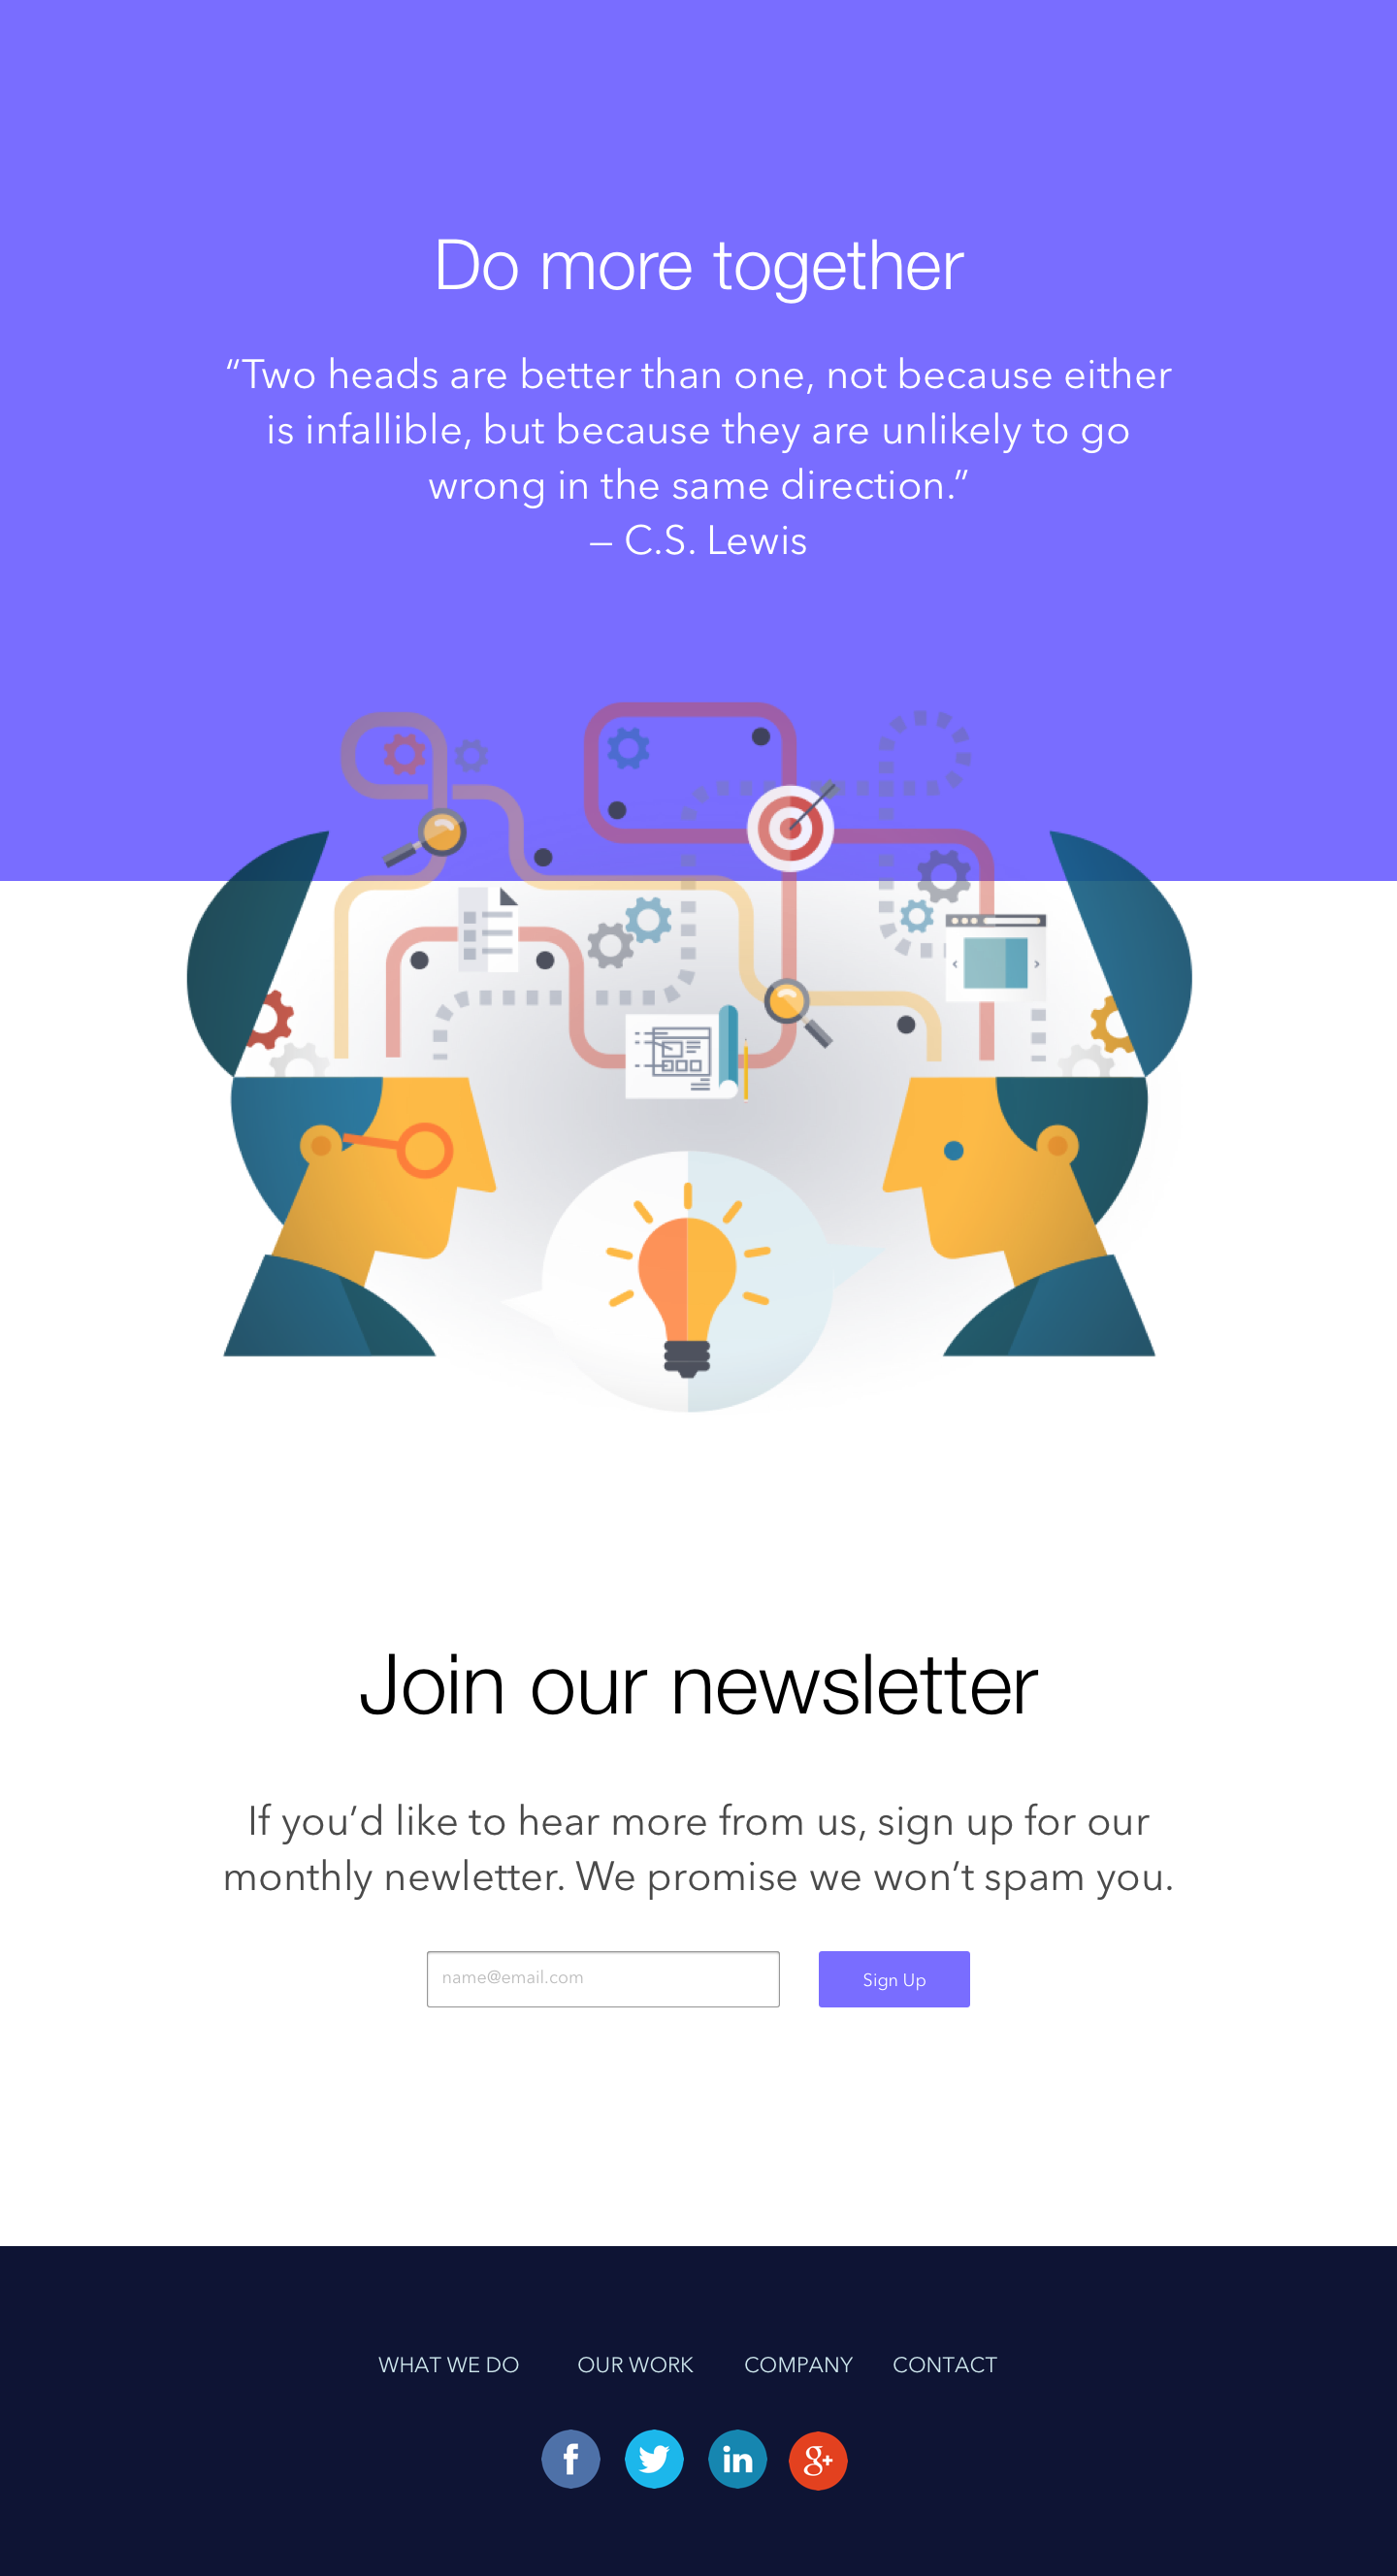 Do more together
“Two heads are better than one, not because either
is infallible, but because they are unlikely to go
wrong in the same direction.”
– C.S. Lewis
Join our newsletter
If you’d like to hear more from us, sign up for our
monthly newletter. We promise we won’t spam you.
name@email.com Sign Up
WHAT WE DO OUR WORK COMPANY CONTACT
f in g+